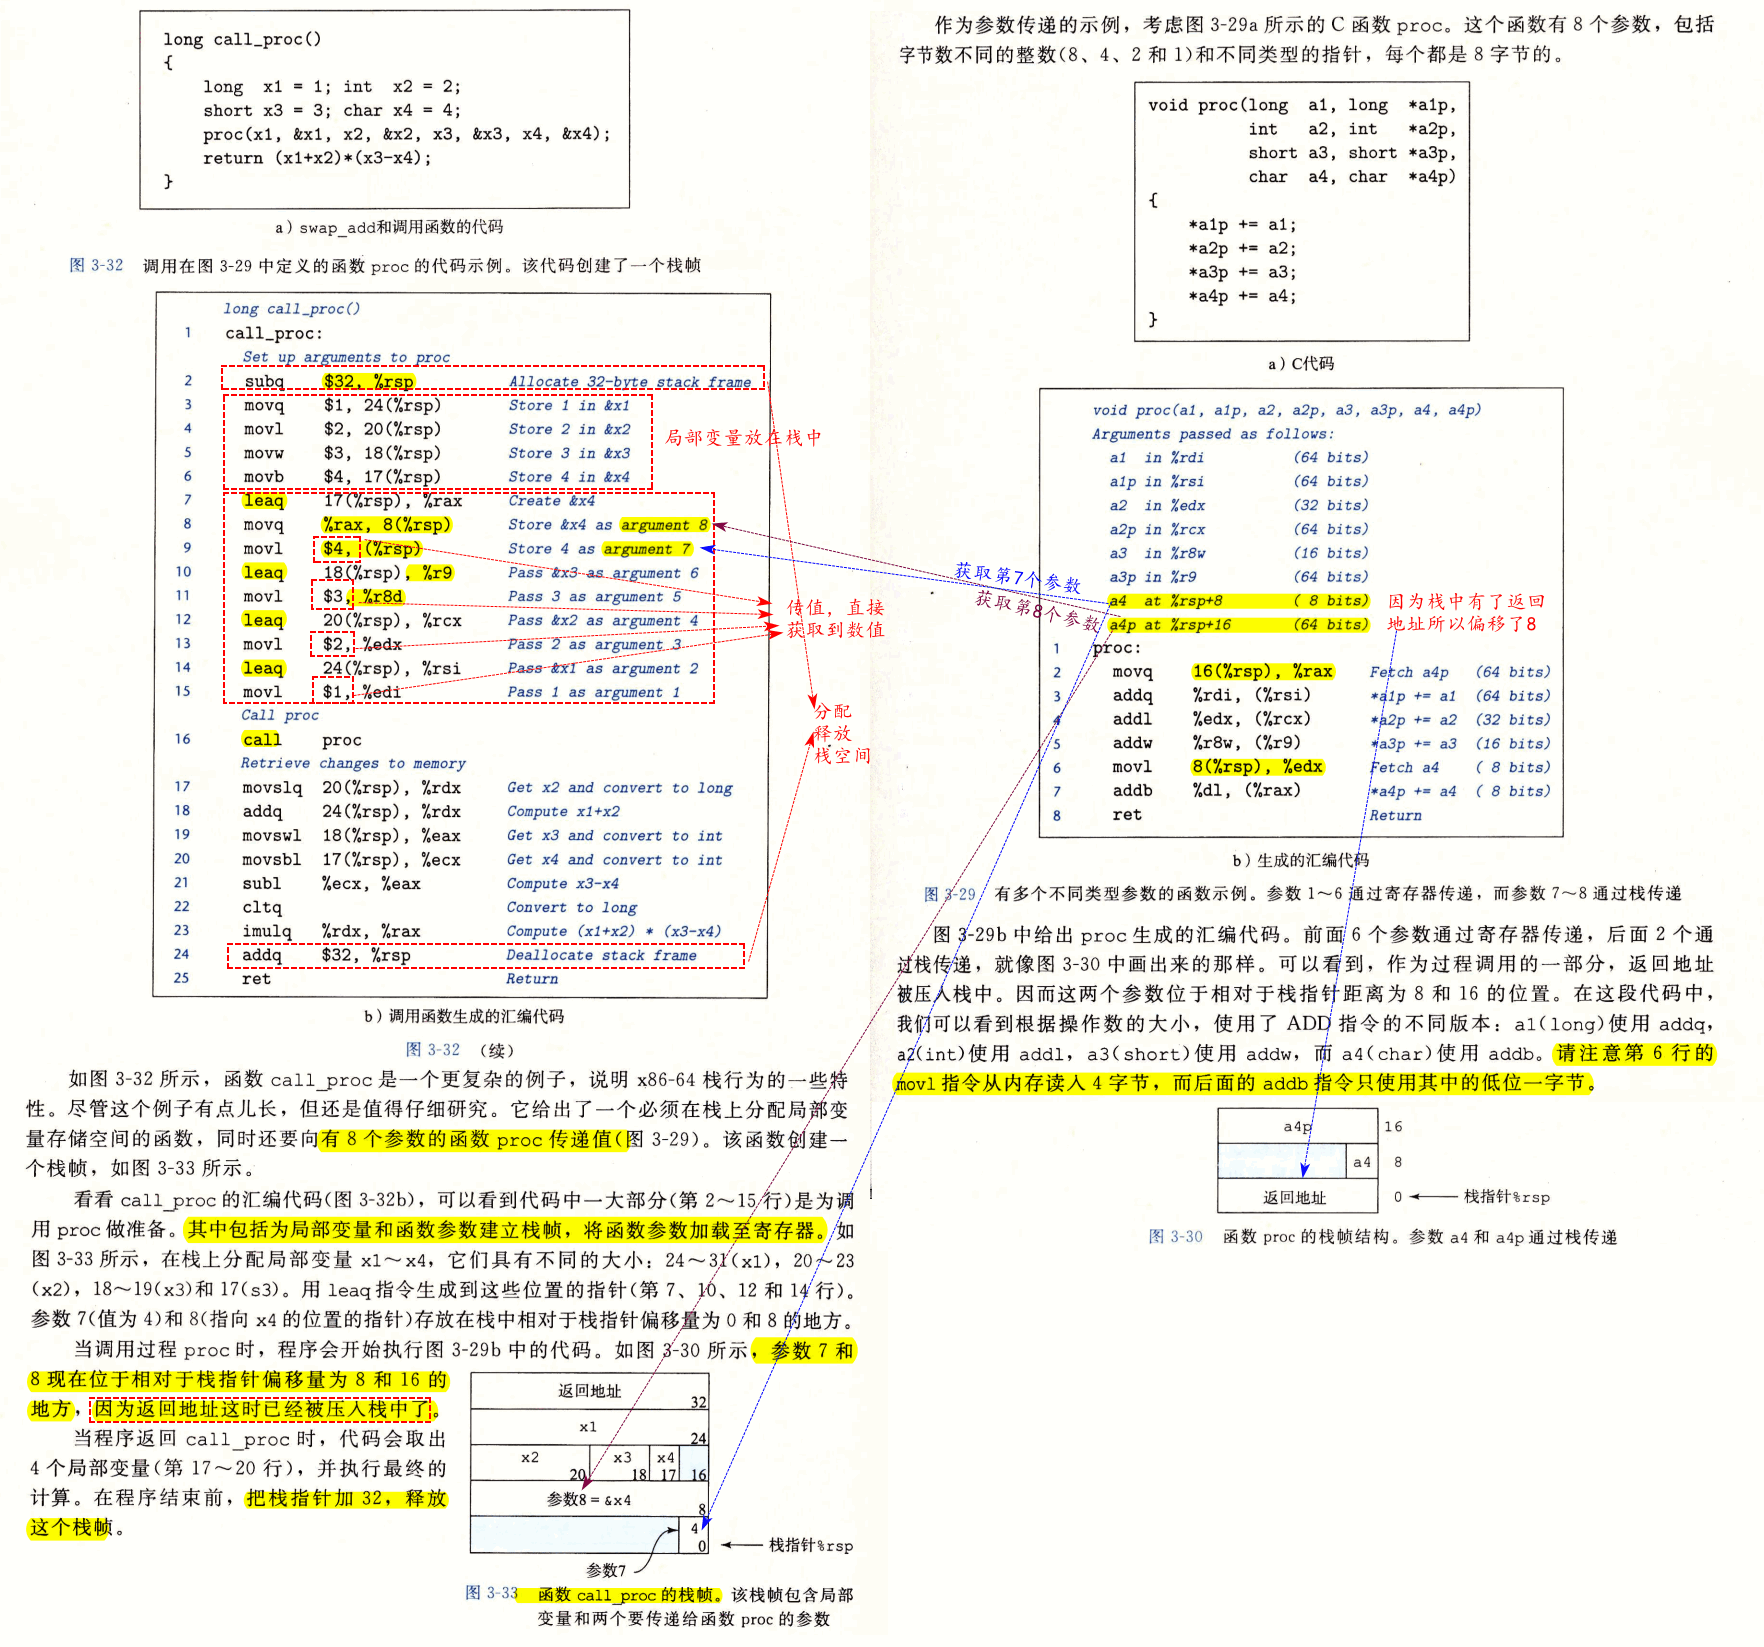 long call_proc()
{
long  x1 = 1; int  x2 = 2;
short x3 = 3; char x4 = 4;
proc(x1, &x1, x2, &x2, x3, &x3, x4, &x4);
return (x1+x2)*(x3-x4);
}
a）swap_add和调用函数的代码
图 3-32 调用在图 3-29 中定义的函数 proc 的代码示例。该代码创建了一个栈帧
long call_proc()
1 call_proc:
Set up arguments to proc
2 subq $32, %rsp Allocate 32-byte stack frame
3 movq $1, 24(%rsp) Store 1 in &x1
4 movl $2, 20(%rsp) Store 2 in &x2
5 movw $3, 18(%rsp) Store 3 in &x3
6 movb $4, 17(%rsp) Store 4 in &x4
7 leaq 17(%rsp), %rax Create &x4
8 movq %rax, 8(%rsp) Store &x4 as argument 8
9 movl $4, (%rsp) Store 4 as argument 7
10 leaq 18(%rsp), %r9 Pass &x3 as argument 6
11 movl $3, %r8d Pass 3 as argument 5
12 leaq 20(%rsp), %rcx Pass &x2 as argument 4
13 movl $2, %edx Pass 2 as argument 3
14 leaq 24(%rsp), %rsi Pass &x1 as argument 2
15 movl $1, %edi Pass 1 as argument 1
Call proc
16 call proc
Retrieve changes to memory
17 movslq 20(%rsp), %rdx Get x2 and convert to long
18 addq 24(%rsp), %rdx Compute x1+x2
19 movswl 18(%rsp), %eax Get x3 and convert to int
20 movsbl 17(%rsp), %ecx Get x4 and convert to int
21 subl %ecx, %eax Compute x3-x4
22 cltq Convert to long
23 imulq %rdx, %rax Compute (x1+x2) * (x3-x4)
24 addq $32, %rsp Deallocate stack frame
25 ret Return
局部变量放在栈中
传值，直接
获取到数值
分配
释放
栈空间
b）调用函数生成的汇编代码
图 3-32 （续）
如图 3-32 所示，函数 call_proc 是一个更复杂的例子，说明 x86-64 栈行为的一些特
性。尽管这个例子有点儿长，但还是值得仔细研究。它给出了一个必须在栈上分配局部变
量存储空间的函数，同时还要向有 8 个参数的函数 proc 传递值(图 3-29)。该函数创建一
个栈帧，如图 3-33 所示。
看看 call_proc 的汇编代码(图 3-32b)，可以看到代码中一大部分(第 2～15 行)是为调
用 proc 做准备。其中包括为局部变量和函数参数建立栈帧，将函数参数加载至寄存器。如
图 3-33 所示，在栈上分配局部变量 x1～x4，它们具有不同的大小：24～31(x1)，20～23
(x2)，18～19(x3)和 17(s3)。用 leaq 指令生成到这些位置的指针(第 7、10、12 和 14 行)。
参数 7(值为 4)和 8(指向 x4 的位置的指针)存放在栈中相对于栈指针偏移量为 0 和 8 的地方。
当调用过程 proc 时，程序会开始执行图 3-29b 中的代码。如图 3-30 所示，参数 7 和
8 现在位于相对于栈指针偏移量为 8 和 16 的
地方，因为返回地址这时已经被压入栈中了。
当程序返回 call_proc 时，代码会取出
4 个局部变量(第 17～20 行)，并执行最终的
计算。在程序结束前，把栈指针加 32，释放
这个栈帧。
返回地址 32
x1 24
x2 20 x3 18 x4 17 16
参数8 = &x4 8
4
0 栈指针%rsp
参数7
图 3-33 函数 call_proc 的栈帧。该栈帧包含局部
变量和两个要传递给函数 proc 的参数
作为参数传递的示例，考虑图 3-29a 所示的 C 函数 proc。这个函数有 8 个参数，包括
字节数不同的整数(8、4、2 和 1)和不同类型的指针，每个都是 8 字节的。
void proc(long  a1, long  *a1p,
int   a2, int   *a2p,
short a3, short *a3p,
char  a4, char  *a4p)
{
*a1p += a1;
*a2p += a2;
*a3p += a3;
*a4p += a4;
}
a）C代码
void proc(a1, a1p, a2, a2p, a3, a3p, a4, a4p)
Arguments passed as follows:
a1 in %rdi (64 bits)
a1p in %rsi (64 bits)
a2 in %edx (32 bits)
a2p in %rcx (64 bits)
a3 in %r8w (16 bits)
a3p in %r9 (64 bits)
a4 at %rsp+8 ( 8 bits)
a4p at %rsp+16 (64 bits)
获取第7个参数
获取第8个参数
因为栈中有了返回
地址所以偏移了8
1 proc:
2 movq 16(%rsp), %rax Fetch a4p (64 bits)
3 addq %rdi, (%rsi) *a1p += a1 (64 bits)
4 addl %edx, (%rcx) *a2p += a2 (32 bits)
5 addw %r8w, (%r9) *a3p += a3 (16 bits)
6 movl 8(%rsp), %edx Fetch a4 ( 8 bits)
7 addb %dl, (%rax) *a4p += a4 ( 8 bits)
8 ret Return
b）生成的汇编代码
图 3-29 有多个不同类型参数的函数示例。参数 1～6 通过寄存器传递，而参数 7～8 通过栈传递
图 3-29b 中给出 proc 生成的汇编代码。前面 6 个参数通过寄存器传递，后面 2 个通
过栈传递，就像图 3-30 中画出来的那样。可以看到，作为过程调用的一部分，返回地址
被压入栈中。因而这两个参数位于相对于栈指针距离为 8 和 16 的位置。在这段代码中，
我们可以看到根据操作数的大小，使用了 ADD 指令的不同版本：a1(long)使用 addq，
a2(int)使用 addl，a3(short)使用 addw，而 a4(char)使用 addb。请注意第 6 行的
movl 指令从内存读入 4 字节，而后面的 addb 指令只使用其中的低位一字节。
a4p 16
a4 8
返回地址 0 栈指针%rsp
图 3-30 函数 proc 的栈帧结构。参数 a4 和 a4p 通过栈传递